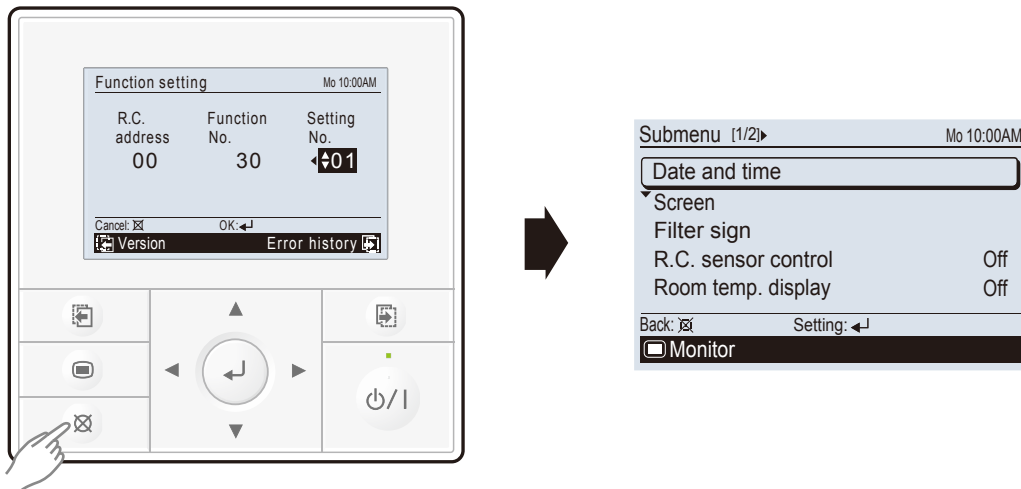 Function setting Mo 10:00AM
R.C. address Function No. Setting No.
00 30 01
Cancel: OK:
Version Error history
Submenu [1/2] Mo 10:00AM
Date and time
Screen
Filter sign
R.C. sensor control Off
Room temp. display Off
Back: Setting:
Monitor